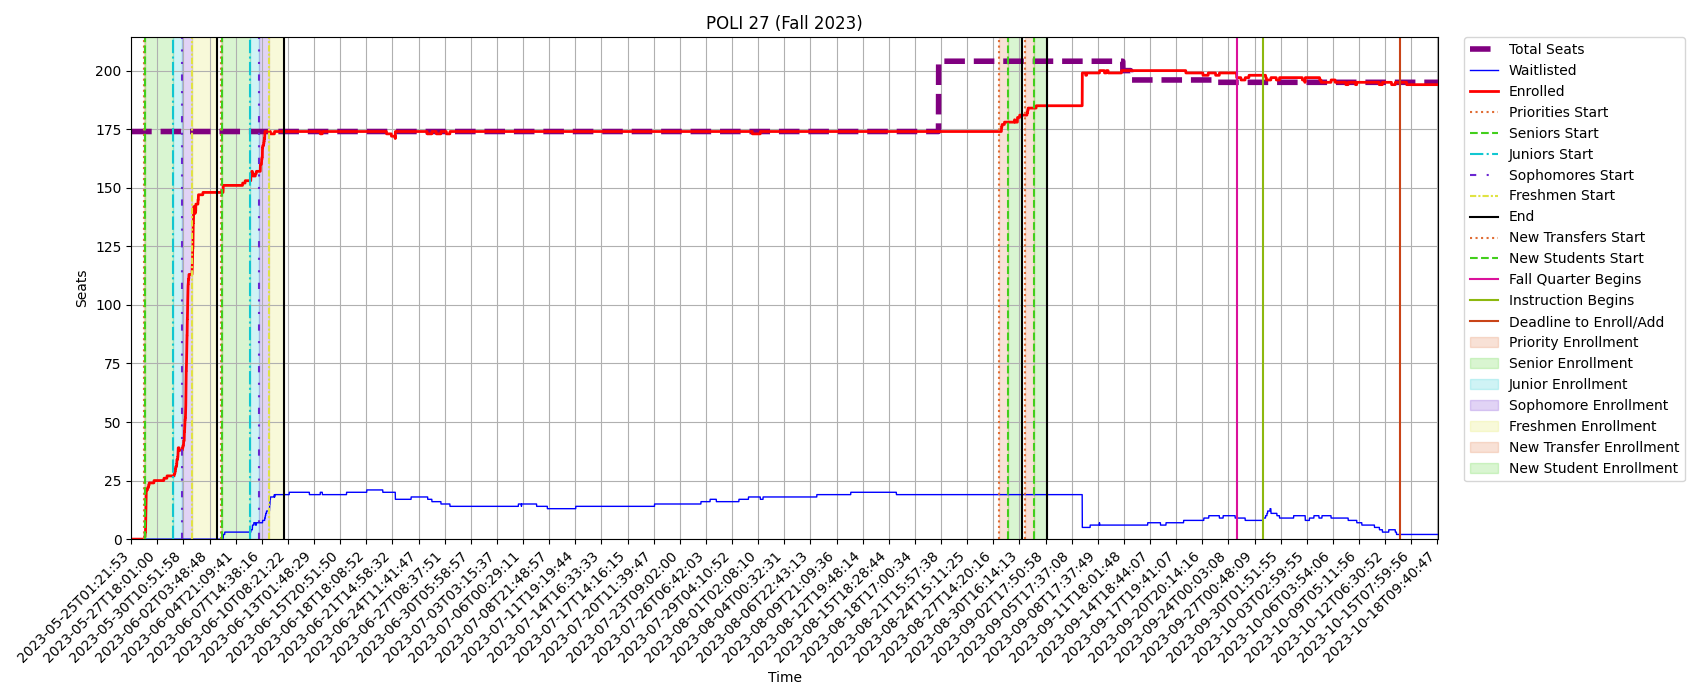 POLI 27 (Fall 2023)
Seats
200
175
150
125
100
75
50
25
0
2023-05-25T01:21:53
2023-05-27T18:01:00
2023-05-30T10:51:58
2023-06-02T03:48:48
2023-06-04T21:09:41
2023-06-07T14:38:16
2023-06-10T08:21:22
2023-06-13T01:48:29
2023-06-15T20:51:50
2023-06-18T18:08:52
2023-06-21T14:58:32
2023-06-24T11:41:47
2023-06-27T08:37:51
2023-06-30T05:58:57
2023-07-03T03:15:37
2023-07-06T00:29:11
2023-07-08T21:48:57
2023-07-11T19:19:44
2023-07-14T16:33:33
2023-07-17T14:16:15
2023-07-20T11:39:47
2023-07-23T09:02:00
2023-07-26T06:42:03
2023-07-29T04:10:52
2023-08-01T02:08:10
2023-08-04T00:32:31
2023-08-06T22:43:13
2023-08-09T21:09:36
2023-08-12T19:48:14
2023-08-15T18:28:44
2023-08-18T17:00:34
2023-08-21T15:57:38
2023-08-24T15:11:25
2023-08-27T14:20:16
2023-08-30T16:14:13
2023-09-02T17:50:58
2023-09-05T17:37:08
2023-09-08T17:37:49
2023-09-11T18:01:48
2023-09-14T18:44:07
2023-09-17T19:41:07
2023-09-20T20:14:16
2023-09-24T00:03:08
2023-09-27T00:48:09
2023-09-30T01:51:55
2023-10-03T02:59:55
2023-10-06T03:54:06
2023-10-09T05:11:56
2023-10-12T06:30:52
2023-10-15T07:59:56
2023-10-18T09:40:47
Time
Total Seats
Waitlisted
Enrolled
Priorities Start
Seniors Start
Juniors Start
Sophomores Start
Freshmen Start
End
New Transfers Start
New Students Start
Fall Quarter Begins
Instruction Begins
Deadline to Enroll/Add
Priority Enrollment
Senior Enrollment
Junior Enrollment
Sophomore Enrollment
Freshmen Enrollment
New Transfer Enrollment
New Student Enrollment